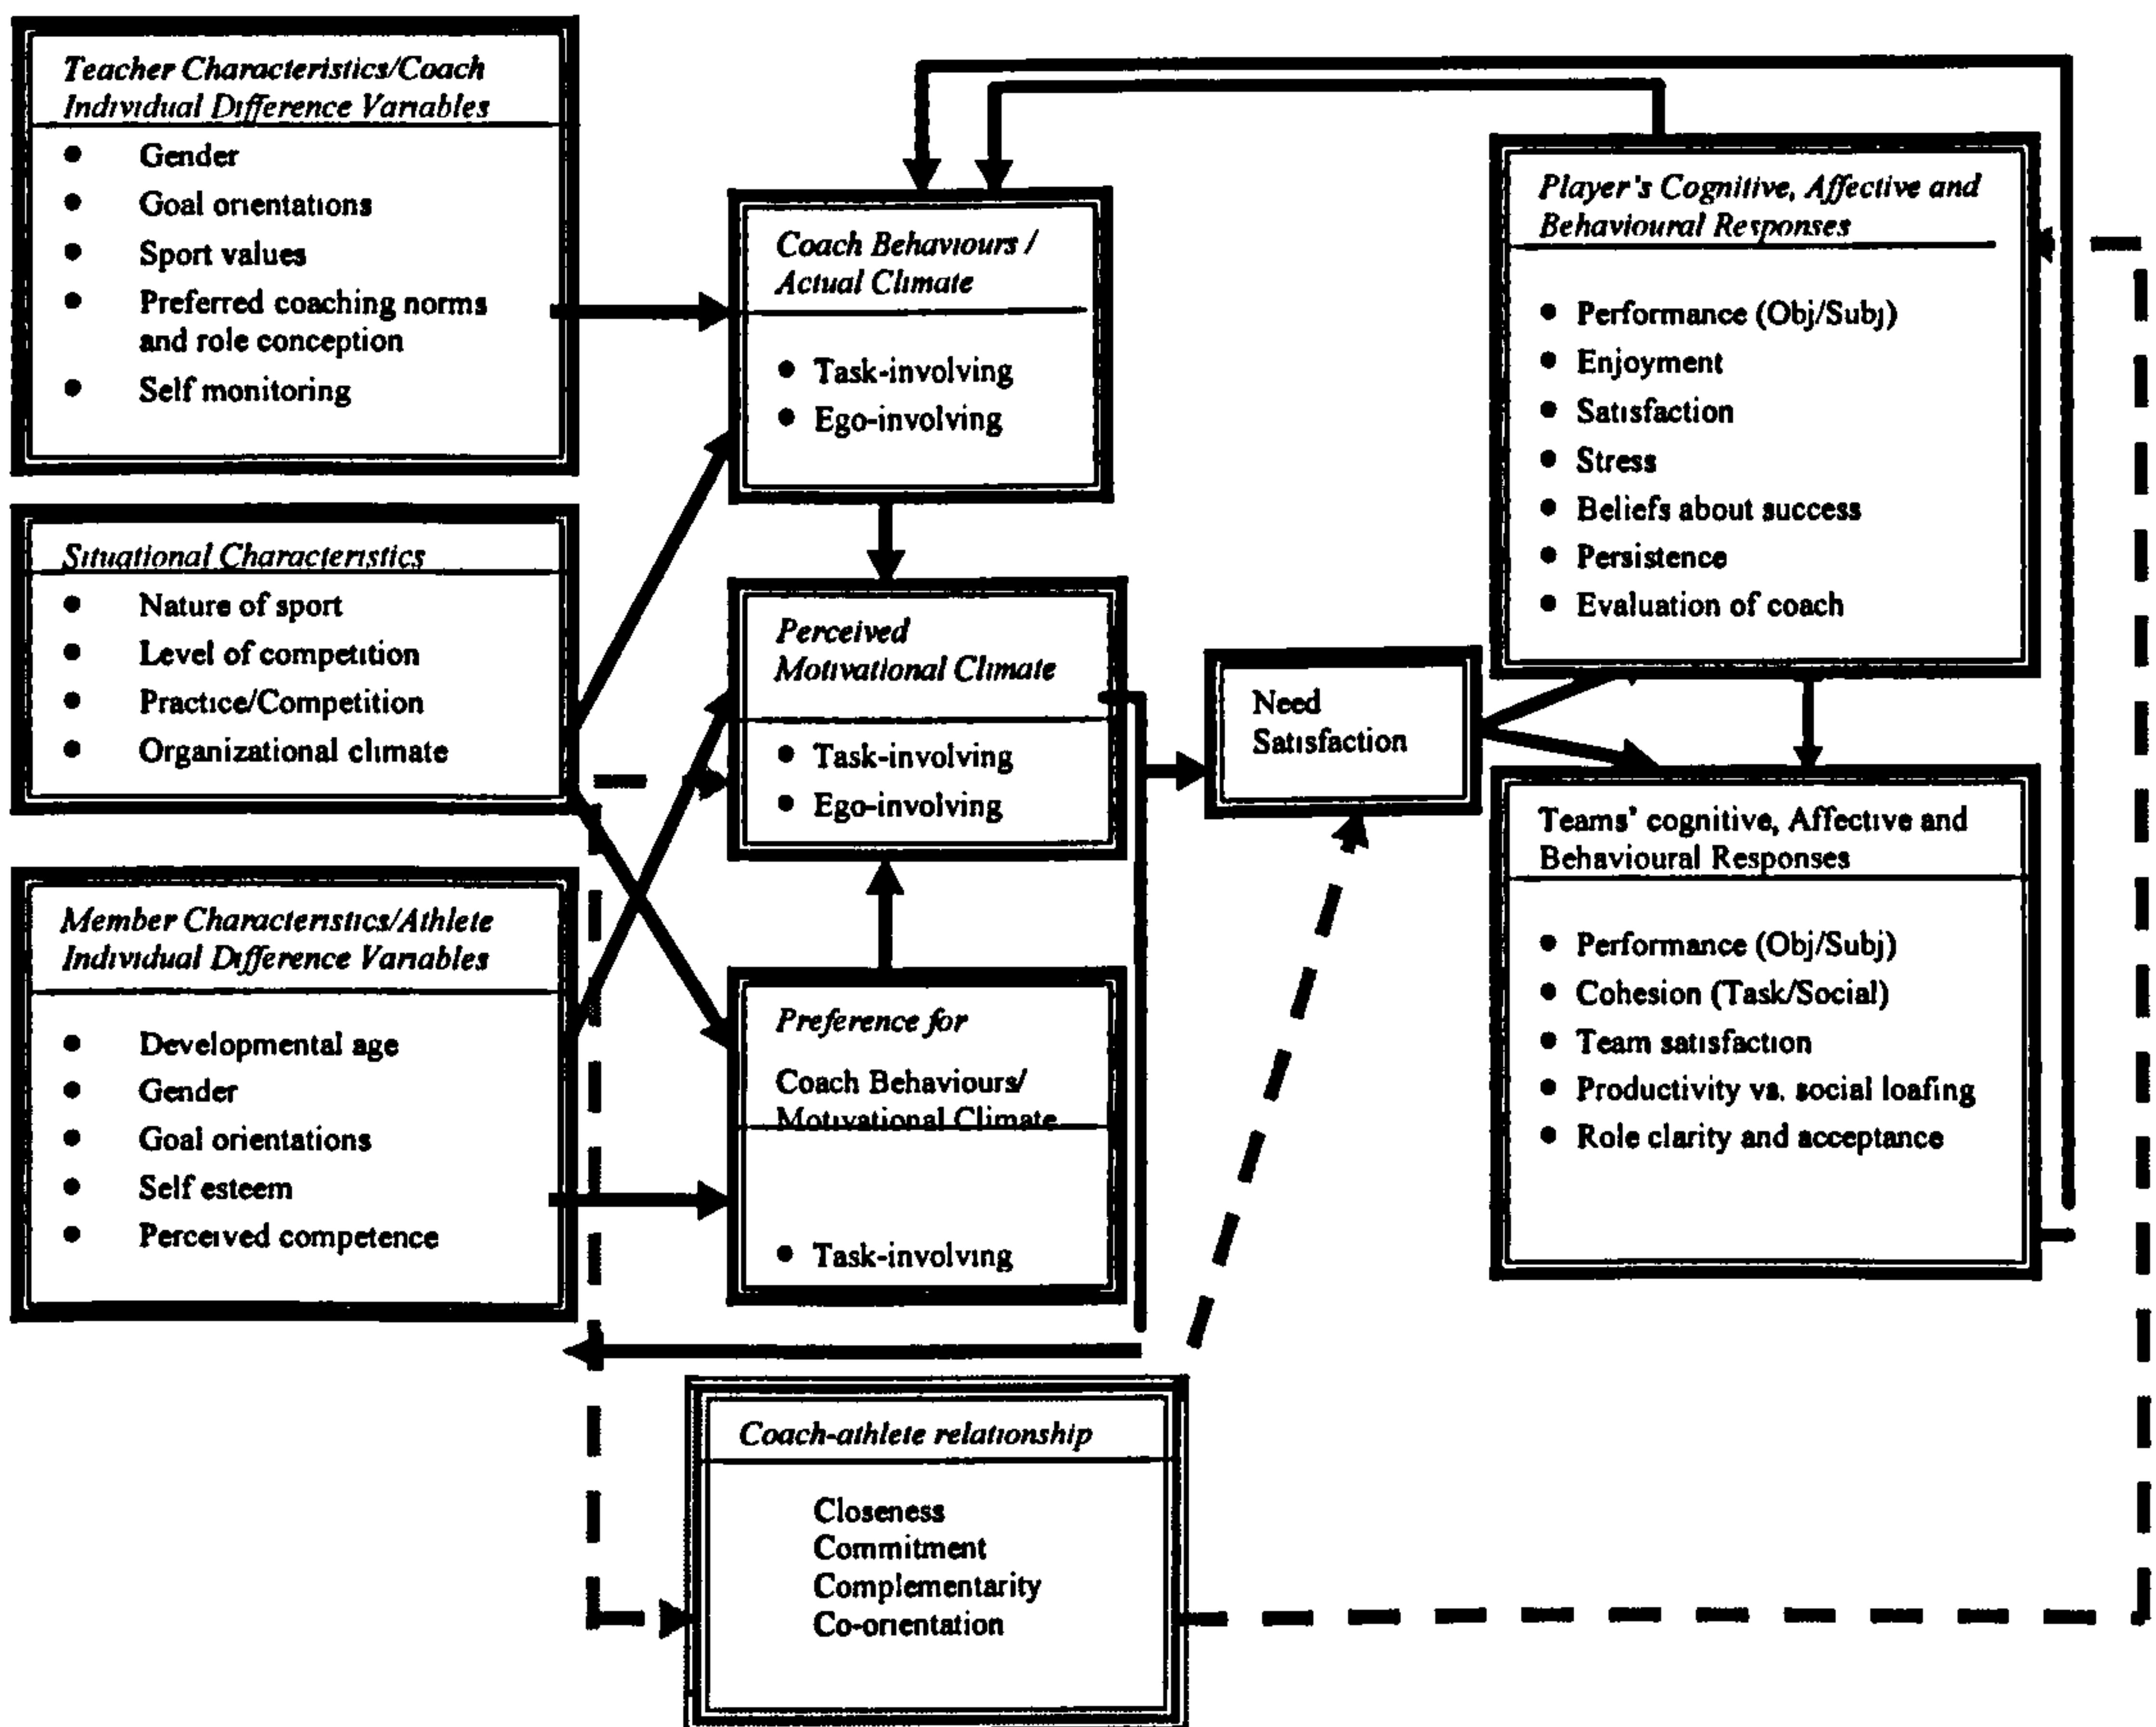 Teacher Characteristics/Coach
Individual Difference Variables
● Gender
● Goal orientations
● Sport values
● Preferred coaching norms
and role conception
● Self monitoring
Situational Characteristics
● Nature of sport
● Level of competition
● Practice/Competition
● Organizational climate
Member Characteristics/Athlete
Individual Difference Variables
● Developmental age
● Gender
● Goal orientations
● Self esteem
● Perceived competence
Coach Behaviours /
Actual Climate
● Task-involving
● Ego-involving
Perceived
Motivational Climate
● Task-involving
● Ego-involving
Preference for
Coach Behaviours/
Motivational Climate
● Task-involving
Coach-athlete relationship
Closeness
Commitment
Complementarity
Co-orientation
Need
Satisfaction
Player's Cognitive, Affective and
Behavioural Responses
● Performance (Obj/Subj)
● Enjoyment
● Satisfaction
● Stress
● Beliefs about success
● Persistence
● Evaluation of coach
Teams' cognitive, Affective and
Behavioural Responses
● Performance (Obj/Subj)
● Cohesion (Task/Social)
● Team satisfaction
● Productivity vs. social loafing
● Role clarity and acceptance